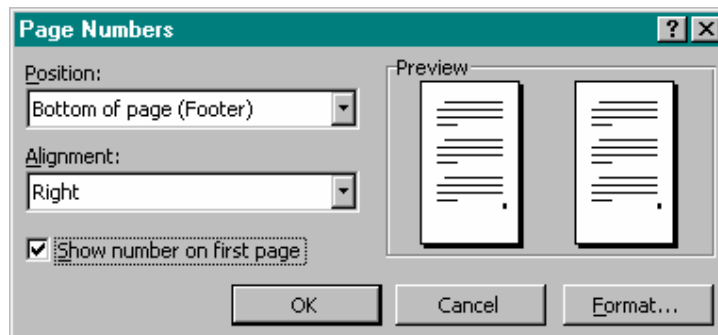 Page Numbers
Position:
Bottom of page (Footer)
Alignment:
Right
Show number on first page
Preview
OK
Cancel
Format...